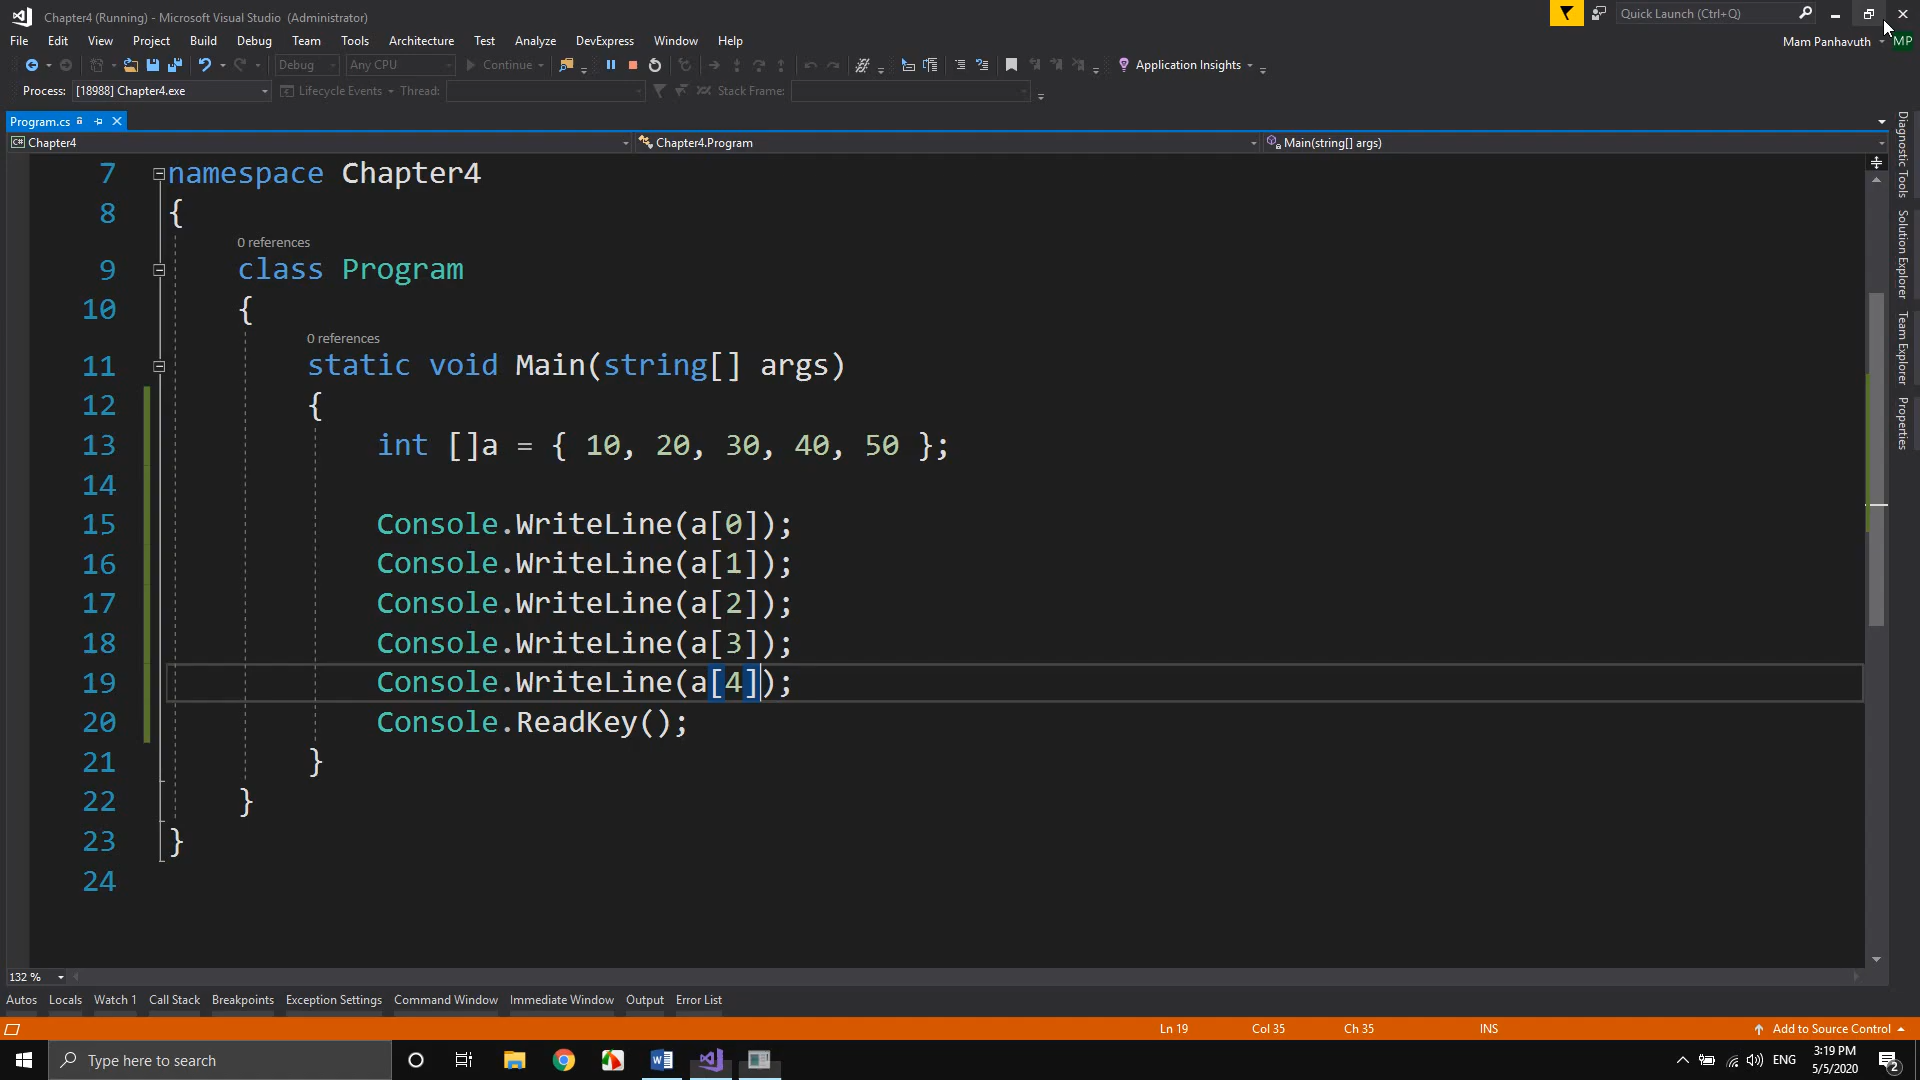 Chapter4 (Running) - Microsoft Visual Studio (Administrator)
Quick Launch (Ctrl+Q)
File Edit View Project Build Debug Team Tools Architecture Test Analyze DevExpress Window Help
Mam Panhavuth MP
Debug Any CPU Continue Application Insights
Process: [18988] Chapter4.exe Lifecycle Events Thread: Stack Frame:
Program.cs
C# Chapter4 Chapter4.Program Main(string[] args)
7 namespace Chapter4
8 {
0 references
9 class Program
10 {
0 references
11 static void Main(string[] args)
12 {
13 int []a = { 10, 20, 30, 40, 50 };
14
15 Console.WriteLine(a[0]);
16 Console.WriteLine(a[1]);
17 Console.WriteLine(a[2]);
18 Console.WriteLine(a[3]);
19 Console.WriteLine(a[4]);
20 Console.ReadKey();
21 }
22 }
23 }
24
Diagnostic Tools
Solution Explorer
Team Explorer
Properties
132 %
Autos Locals Watch 1 Call Stack Breakpoints Exception Settings Command Window Immediate Window Output Error List
Ln 19 Col 35 Ch 35 INS Add to Source Control
Type here to search
ENG
3:19 PM
5/5/2020
2